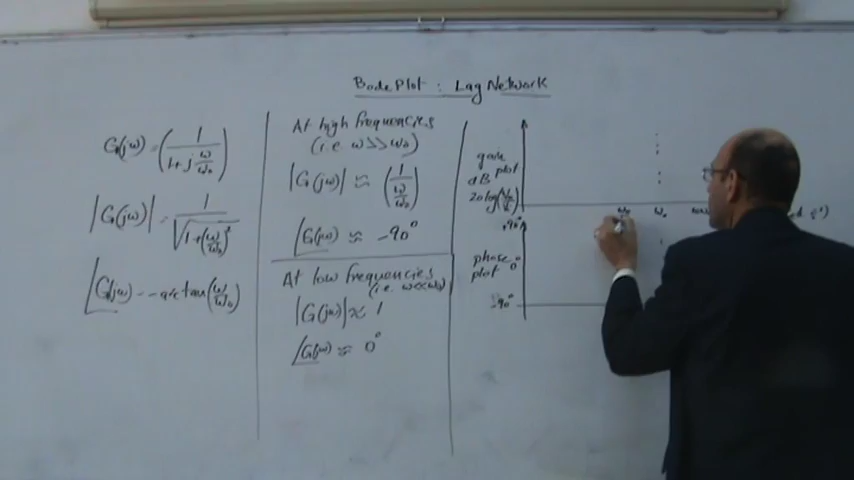 Bode Plot : Lag Network
G(jω) = (1 / 1+j ω/ω₀)
|G(jω)| = 1 / √1+(ω/ω₀)²
∠G(jω) = -arctan(ω/ω₀)
At high frequencies
(i.e. ω>>ω₀)
|G(jω)| ≈ (1 / ω/ω₀)
∠G(jω) ≈ -90°
At low frequencies
(i.e. ω<<ω₀)
|G(jω)| ≈ 1
∠G(jω) ≈ 0°
gain
dB plot
20log
ω₀
+90°
phase 0°
plot
-90°